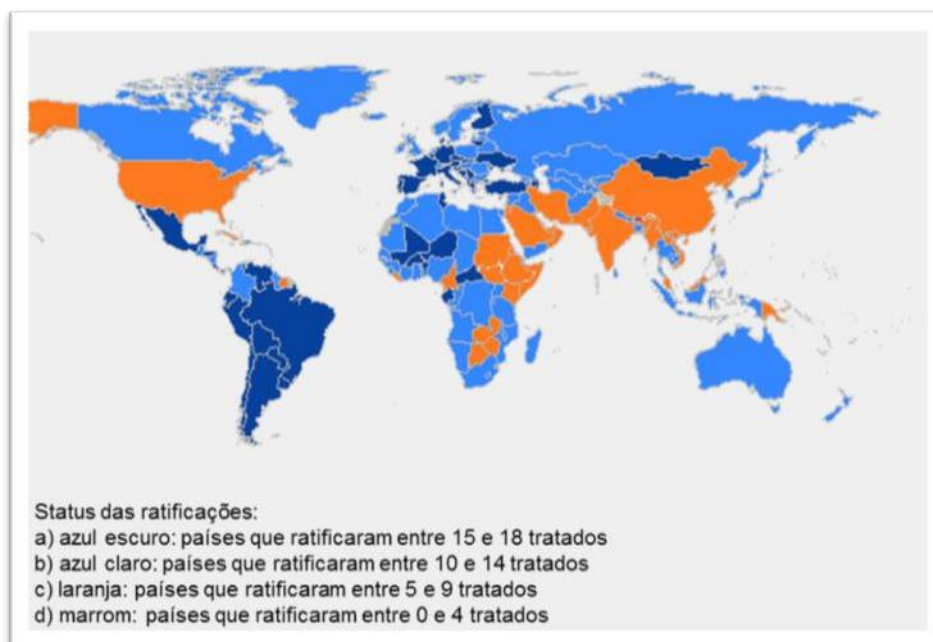 Status das ratificações:
a) azul escuro: países que ratificaram entre 15 e 18 tratados
b) azul claro: países que ratificaram entre 10 e 14 tratados
c) laranja: países que ratificaram entre 5 e 9 tratados
d) marrom: países que ratificaram entre 0 e 4 tratados